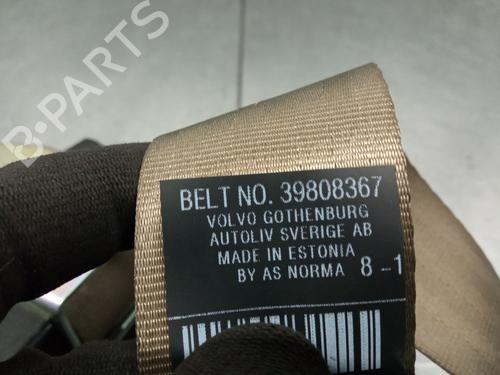 B-PARTS
BELT NO. 39808367
VOLVO GOTHENBURG
AUTOLIV SVERIGE AB
MADE IN ESTONIA
BY AS NORMA 8-1